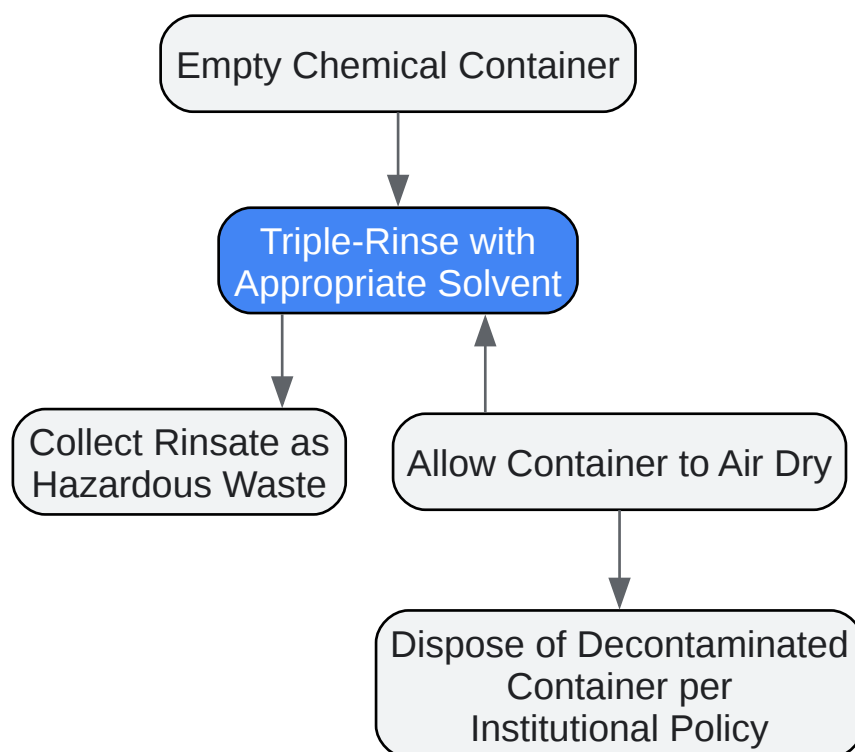 Empty Chemical Container
Triple-Rinse with
Appropriate Solvent
Collect Rinsate as
Hazardous Waste
Allow Container to Air Dry
Dispose of Decontaminated
Container per
Institutional Policy